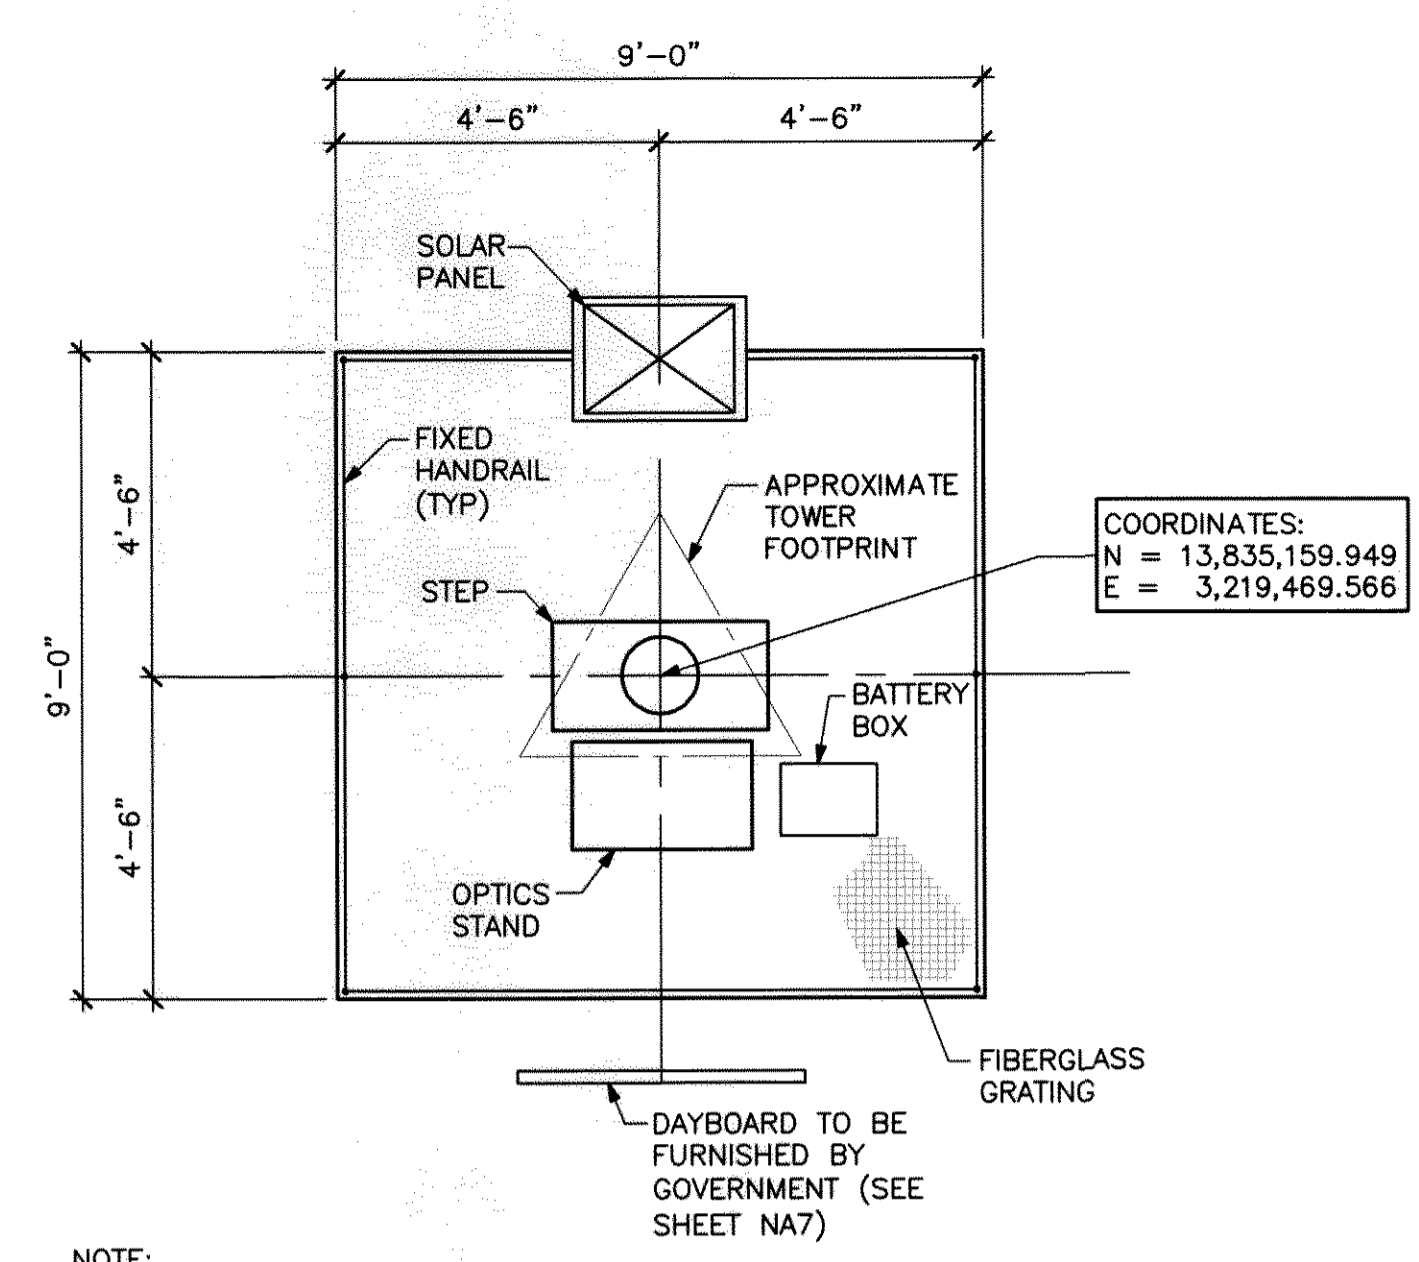 9'-0"
4'-6"
4'-6"
SOLAR
PANEL
FIXED
HANDRAIL
(TYP)
4'-6"
APPROXIMATE
TOWER
FOOTPRINT
COORDINATES:
N = 13,835,159.949
E = 3,219,469.566
STEP
9'-0"
BATTERY
BOX
4'-6"
OPTICS
STAND
FIBERGLASS
GRATING
DAYBOARD TO BE
FURNISHED BY
GOVERNMENT (SEE
SHEET NA7)
NOTE: